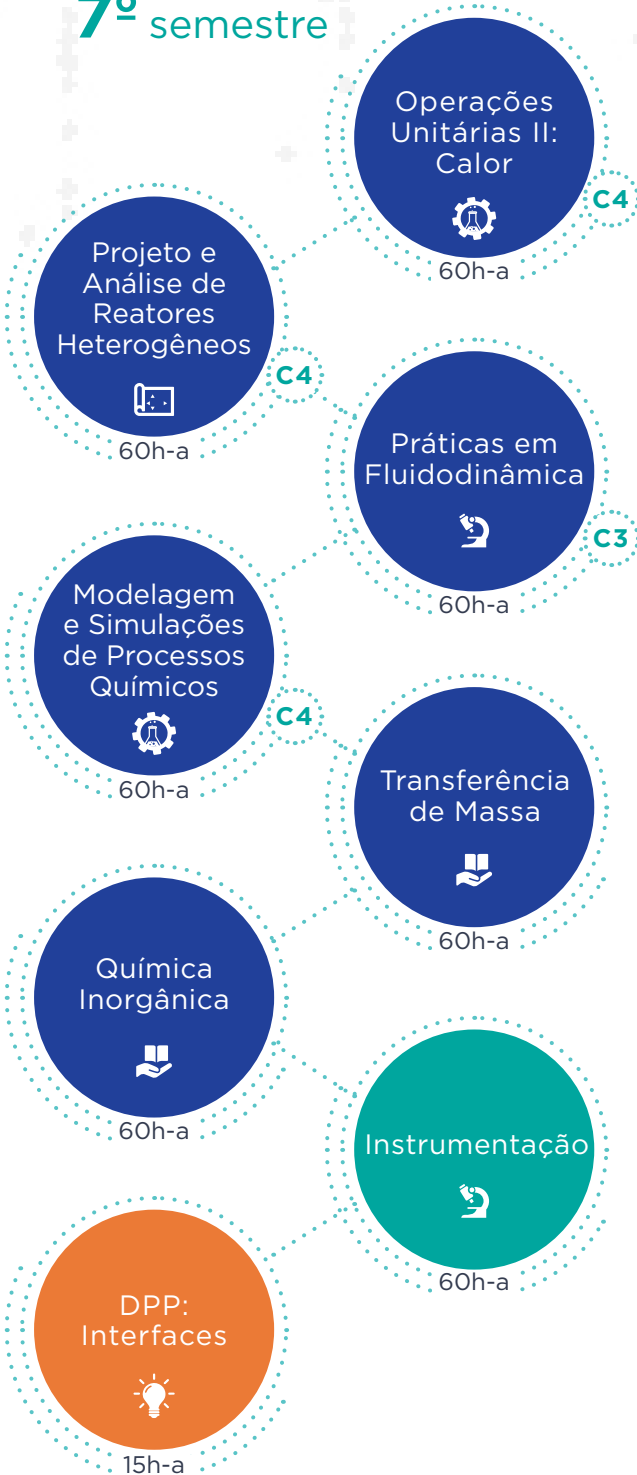 7º semestre
Operações
Unitárias II:
Calor
C4
60h-a
Projeto e
Análise de
Reatores
Heterogêneos
C4
60h-a
Práticas em
Fluidodinâmica
C3
60h-a
Modelagem
e Simulações
de Processos
Químicos
C4
60h-a
Transferência
de Massa
60h-a
Química
Inorgânica
60h-a
Instrumentação
60h-a
DPP:
Interfaces
15h-a